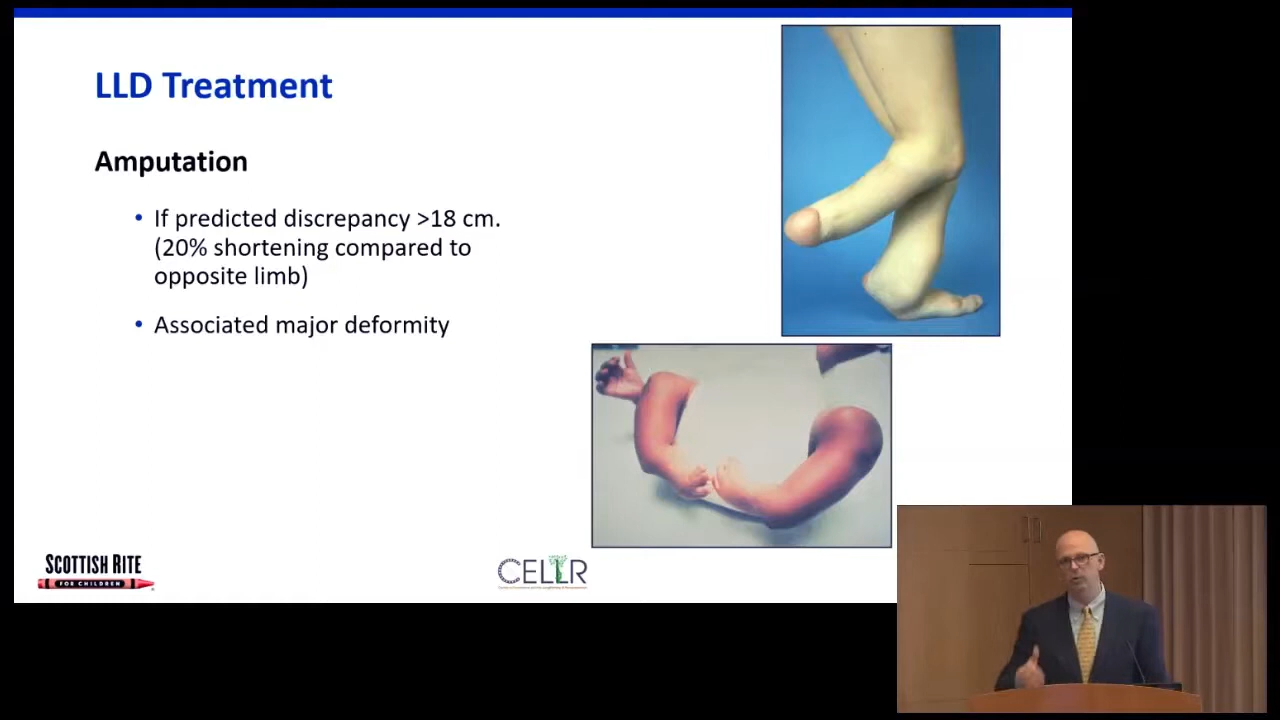 LLD Treatment
Amputation
• If predicted discrepancy >18 cm.
(20% shortening compared to
opposite limb)
• Associated major deformity
SCOTTISH RITE
FOR CHILDREN
CELLR